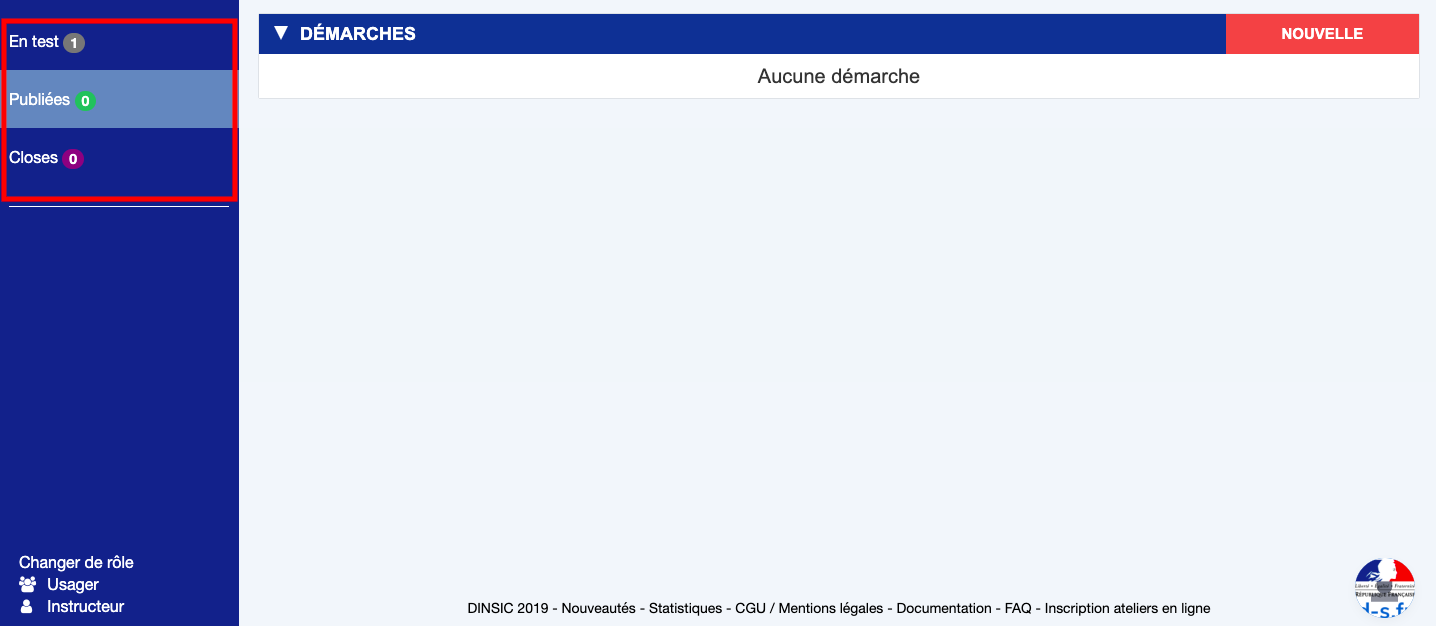 En test 1
Publiées 0
Closes 0
▼ DÉMARCHES
NOUVELLE
Aucune démarche
Changer de rôle
Usager
Instructeur
DINSIC 2019 - Nouveautés - Statistiques - CGU / Mentions légales - Documentation - FAQ - Inscription ateliers en ligne
Liberté • Égalité • Fraternité
RÉPUBLIQUE FRANÇAISE
d-s.fr